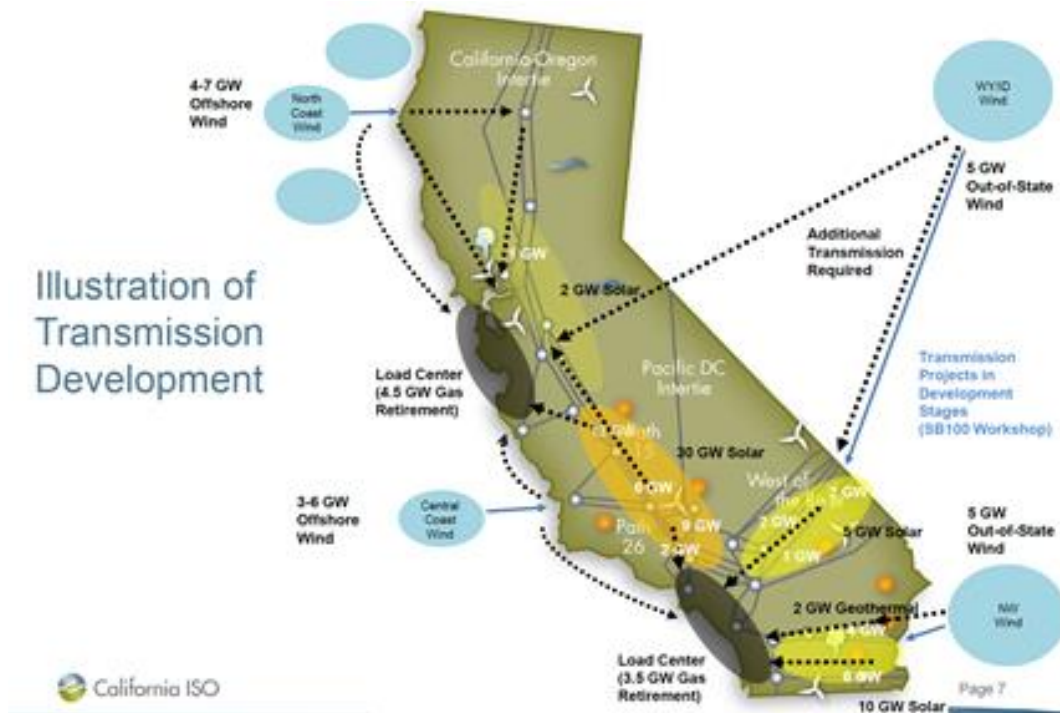 California-Oregon
Intertie
4-7 GW
Offshore
Wind
North
Coast
Wind
WY/ID
Wind
5 GW
Out-of-State
Wind
Additional
Transmission
Required
2 GW Solar
Illustration of
Transmission
Development
Pacific DC
Intertie
Load Center
(4.5 GW Gas
Retirement)
Transmission
Projects in
Development
Stages
(SB100 Workshop)
30 GW Solar
West of
2 GW
6 GW
3-6 GW
Offshore
Wind
Central
Coast
Wind
Path
26
9 GW
2 GW
2 GW
1 GW
5 GW Solar
5 GW
Out-of-State
Wind
2 GW Geothermal
NW
Wind
Load Center
(3.5 GW Gas
Retirement)
6 GW
10 GW Solar
California ISO
Page 7